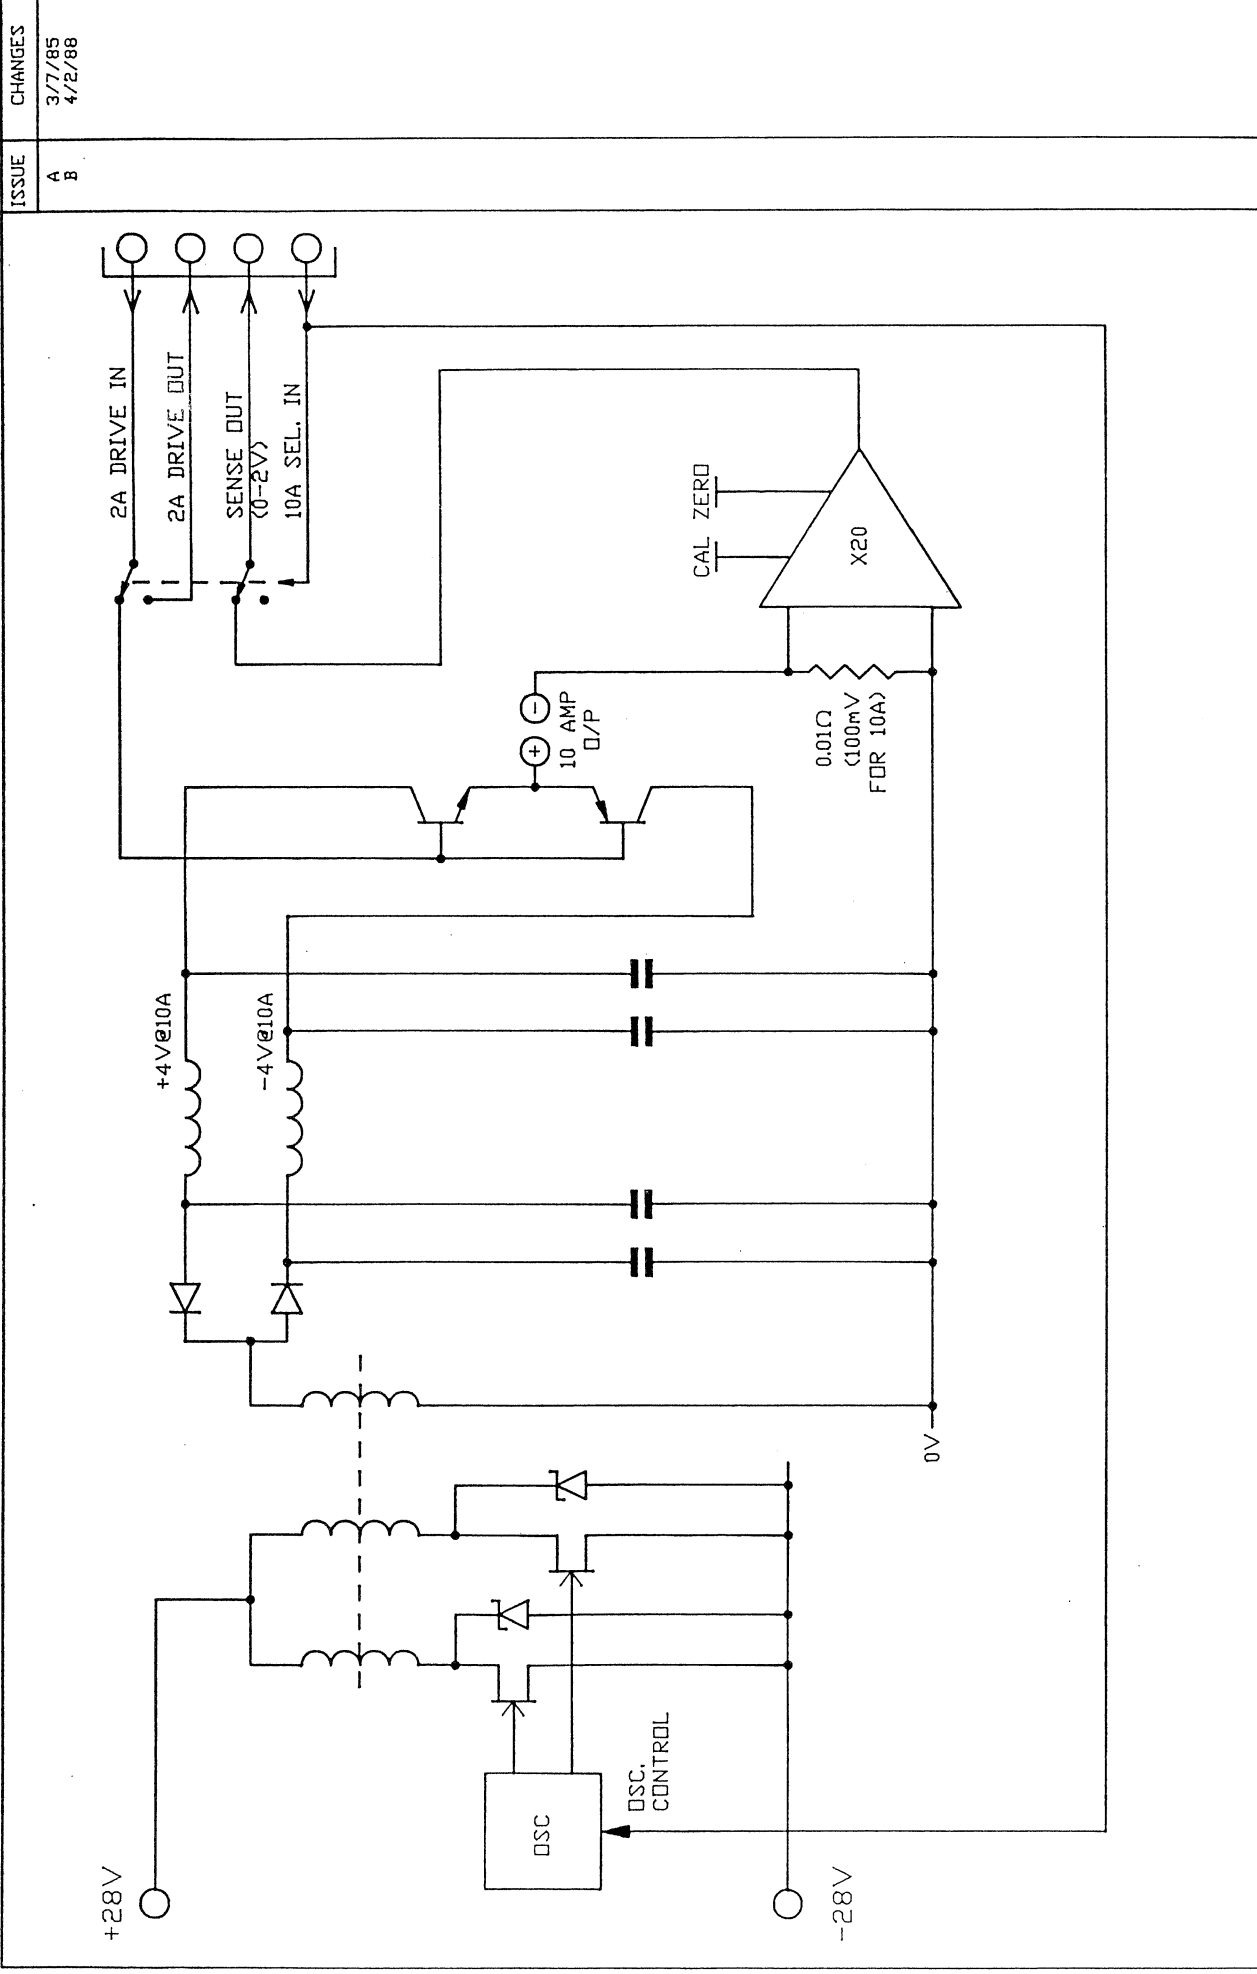 ISSUE CHANGES
A 3/7/85
B 4/2/88
2A DRIVE IN
2A DRIVE OUT
SENSE OUT
(0-2V)
10A SEL. IN
+4V@10A
-4V@10A
CAL ZERO
X20
+ -
10 AMP
O/P
0.01Ω
(100mV
FOR 10A)
0V
OSC
OSC.
CONTROL
+28V
-28V